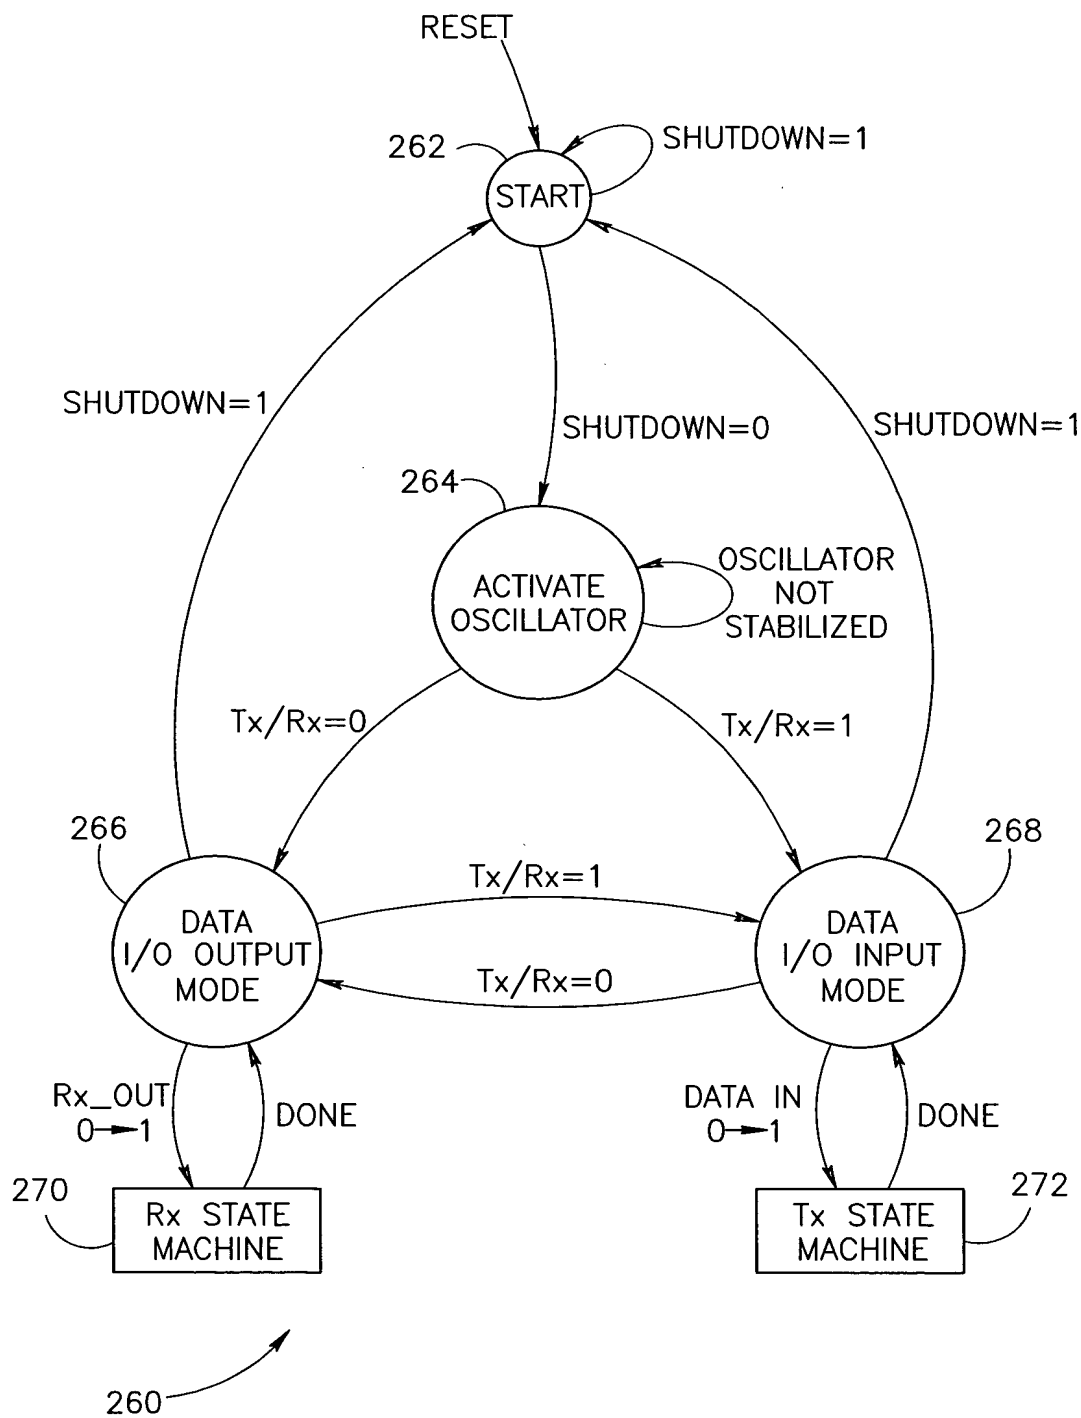 RESET
262
SHUTDOWN=1
START
SHUTDOWN=1
SHUTDOWN=0
SHUTDOWN=1
264
ACTIVATE
OSCILLATOR
OSCILLATOR
NOT
STABILIZED
Tx/Rx=0
Tx/Rx=1
266
268
Tx/Rx=1
DATA
I/O OUTPUT
MODE
DATA
I/O INPUT
MODE
Tx/Rx=0
Rx_OUT
0→1
DONE
DATA IN
0→1
DONE
270
Rx STATE
MACHINE
272
Tx STATE
MACHINE
260